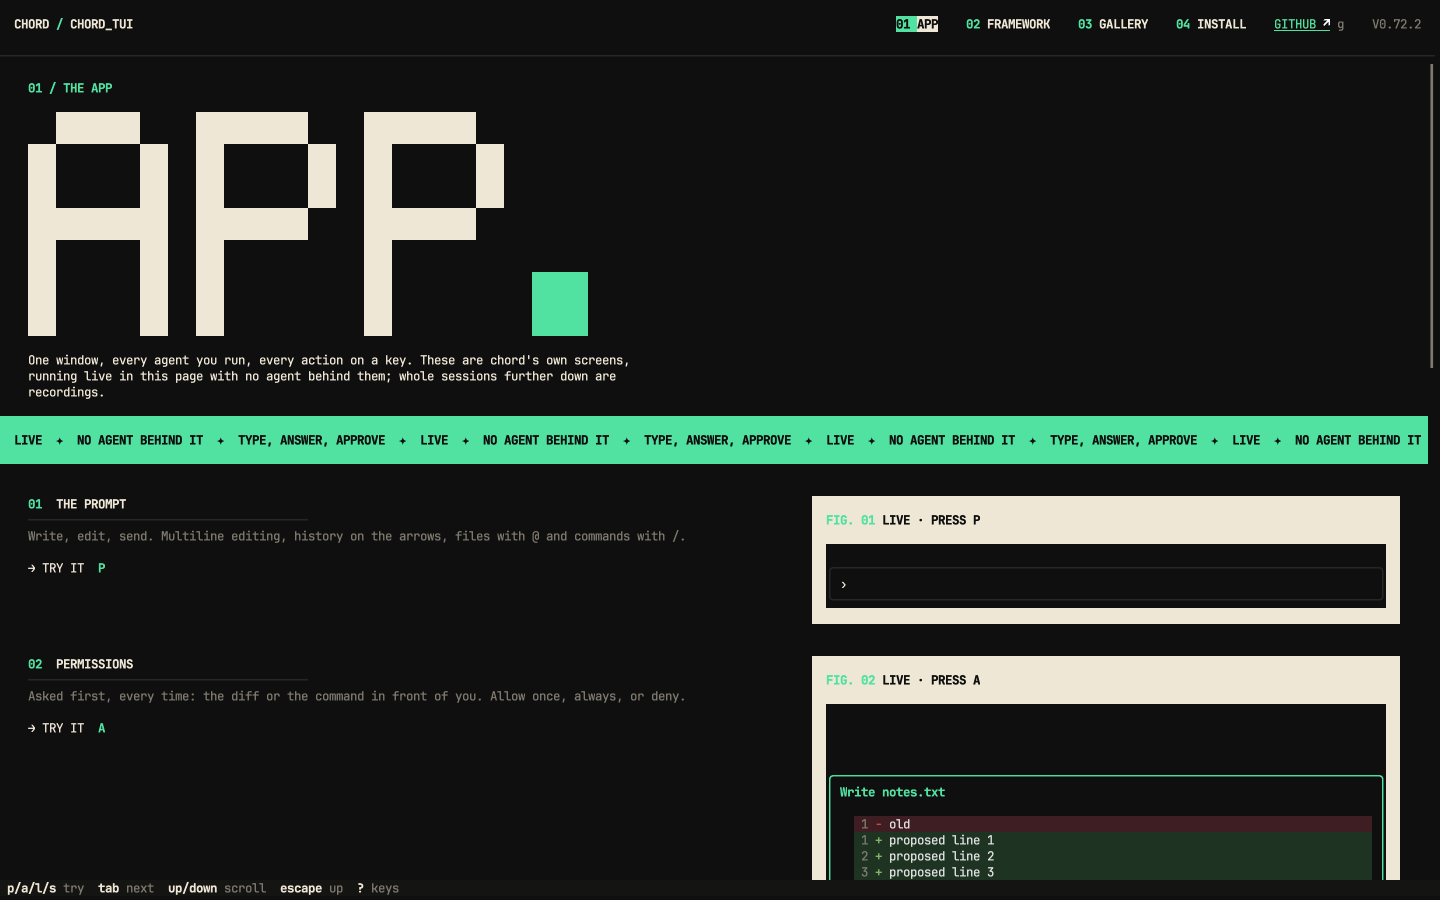 CHORD / CHORD_TUI
01 APP 02 FRAMEWORK 03 GALLERY 04 INSTALL GITHUB ↗ g V0.72.2
01 / THE APP
APP.
One window, every agent you run, every action on a key. These are chord's own screens,
running live in this page with no agent behind them; whole sessions further down are
recordings.
LIVE ✦ NO AGENT BEHIND IT ✦ TYPE, ANSWER, APPROVE ✦ LIVE ✦ NO AGENT BEHIND IT ✦ TYPE, ANSWER, APPROVE ✦ LIVE ✦ NO AGENT BEHIND IT ✦ TYPE, ANSWER, APPROVE ✦ LIVE ✦ NO AGENT BEHIND IT
01 THE PROMPT
Write, edit, send. Multiline editing, history on the arrows, files with @ and commands with /.
→ TRY IT P
FIG. 01 LIVE · PRESS P
›
02 PERMISSIONS
Asked first, every time: the diff or the command in front of you. Allow once, always, or deny.
→ TRY IT A
FIG. 02 LIVE · PRESS A
Write notes.txt
1 - old
1 + proposed line 1
2 + proposed line 2
3 + proposed line 3
p/a/l/s try tab next up/down scroll escape up ? keys